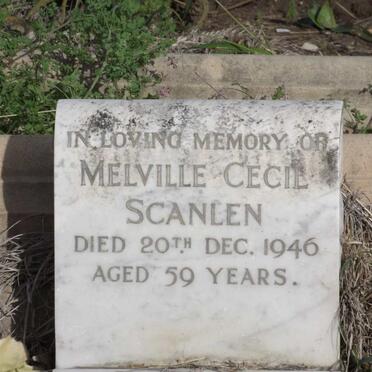 IN LOVING MEMORY OF
MELVILLE CECIL
SCANLEN
DIED 20TH DEC. 1946
AGED 59 YEARS.